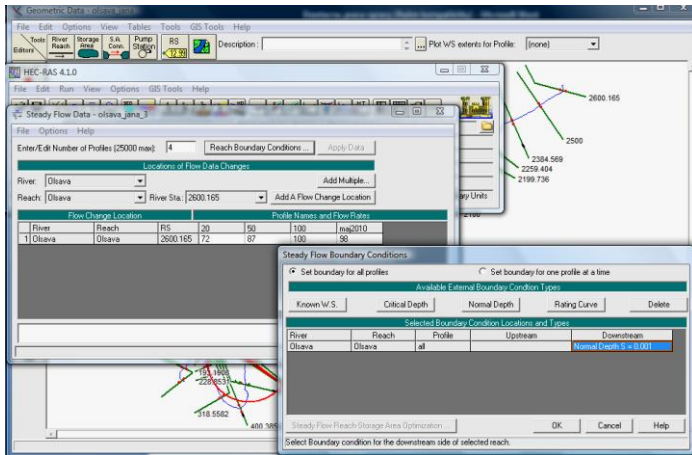 Geometric Data - olsava_jana
File Edit Options View Tables Tools GIS Tools Help
Tools River Reach Storage Area S.A. Conn. Pump Station RS
Editors
Description :
... Plot WS extents for Profile: (none)
HEC-RAS 4.1.0
File Edit Run View Options GIS Tools Help
Steady Flow Data - olsava_jana_3
File Options Help
Enter/Edit Number of Profiles (25000 max): 4 Reach Boundary Conditions ... Apply Data
Locations of Flow Data Changes
River: Olsava Add Multiple...
Reach: Olsava River Sta.: 2600.165 Add A Flow Change Location
Flow Change Location Profile Names and Flow Rates
River Reach RS 20 50 100 maj2010
1 Olsava Olsava 2600.165 72 87 100 98
ary Units
2600.165
2500
2384.569
2259.404
2199.736
2100
Steady Flow Boundary Conditions
Set boundary for all profiles Set boundary for one profile at a time
Available External Boundary Condtion Types
Known W.S. Critical Depth Normal Depth Rating Curve Delete
Selected Boundary Condition Locations and Types
River Reach Profile Upstream Downstream
Olsava Olsava all Normal Depth S = 0.001
Steady Flow Reach-Storage Area Optimization ... OK Cancel Help
Select Boundary condition for the downstream side of selected reach.
318.5582